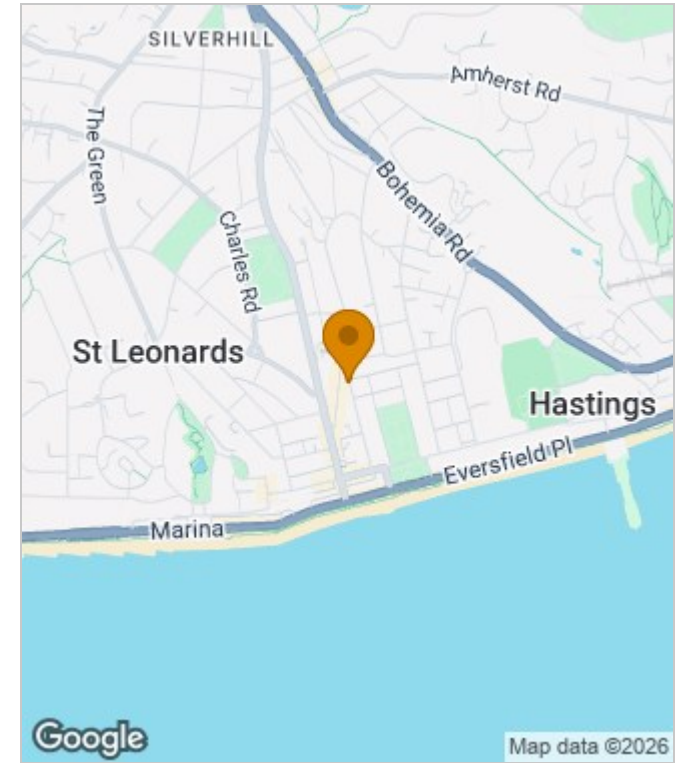 SILVERHILL
Amherst Rd
The Green
Bohemia Rd
Charles Rd
St Leonards
Hastings
Eversfield Pl
Marina
Google
Map data ©2026